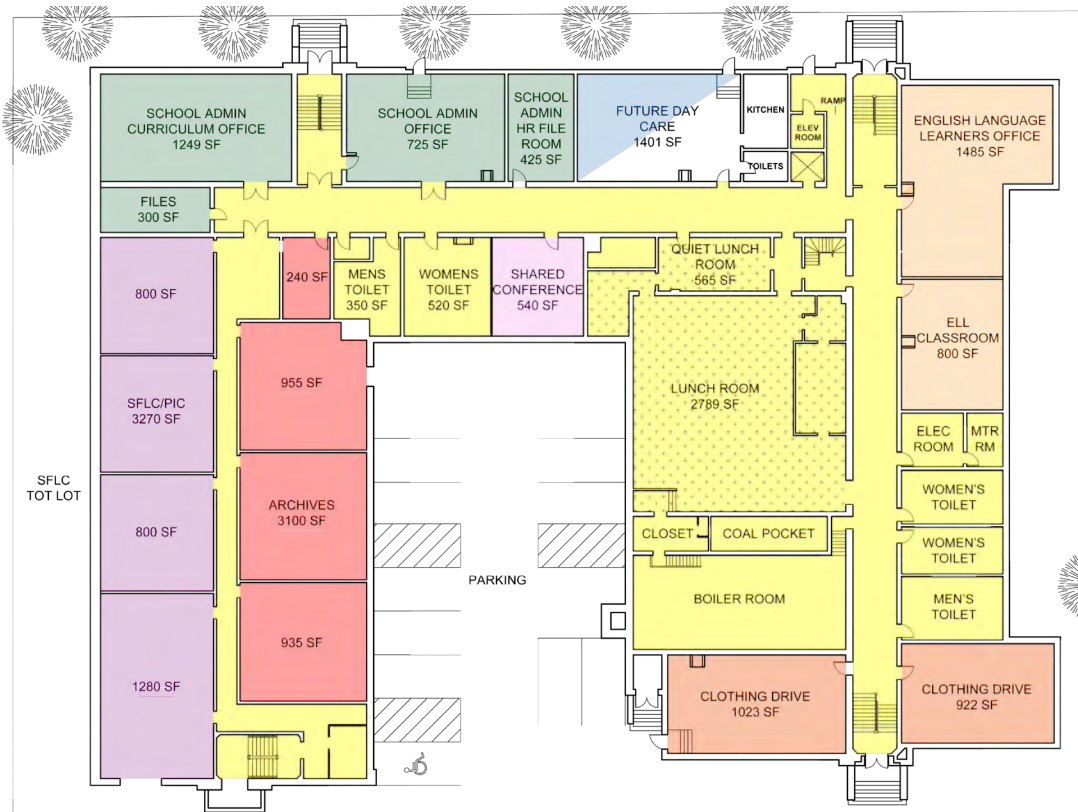 SCHOOL ADMIN
CURRICULUM OFFICE
1249 SF
SCHOOL ADMIN
OFFICE
725 SF
SCHOOL
ADMIN
HR FILE
ROOM
425 SF
FUTURE DAY
CARE
1401 SF
KITCHEN
TOILETS
RAMP
ELEV
ROOM
ENGLISH LANGUAGE
LEARNERS OFFICE
1485 SF
FILES
300 SF
800 SF
240 SF
MENS
TOILET
350 SF
WOMENS
TOILET
520 SF
SHARED
CONFERENCE
540 SF
QUIET LUNCH
ROOM
565 SF
ELL
CLASSROOM
800 SF
955 SF
SFLC/PIC
3270 SF
LUNCH ROOM
2789 SF
ELEC
ROOM
MTR
RM
SFLC
TOT LOT
800 SF
ARCHIVES
3100 SF
WOMEN'S
TOILET
CLOSET
COAL POCKET
WOMEN'S
TOILET
PARKING
BOILER ROOM
MEN'S
TOILET
935 SF
1280 SF
CLOTHING DRIVE
1023 SF
CLOTHING DRIVE
922 SF